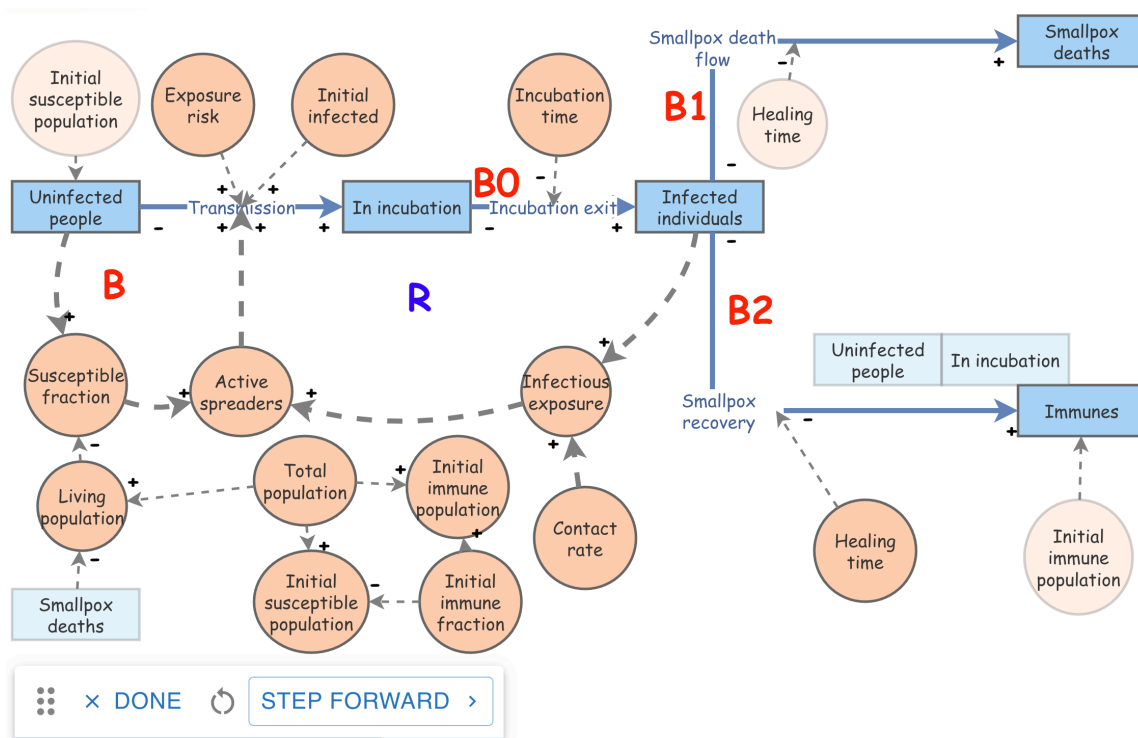 Smallpox death
flow
Smallpox
deaths
Initial
susceptible
population
Exposure
risk
Initial
infected
Incubation
time
B1
-
+
Healing
time
Uninfected
people
+
+
Transmission
-
+
+
+
In incubation
B0
-
Incubation exit
-
+
-
Infected
individuals
-
B
R
B2
+
+
Susceptible
fraction
+
Active
spreaders
+
Infectious
exposure
+
Uninfected
people
In incubation
Smallpox
recovery
-
+
Immunes
-
Living
population
+
-
Total
population
+
Initial
immune
population
+
+
Contact
rate
Healing
time
Initial
immune
population
Smallpox
deaths
Initial
susceptible
population
-
Initial
immune
fraction
× DONE
STEP FORWARD >